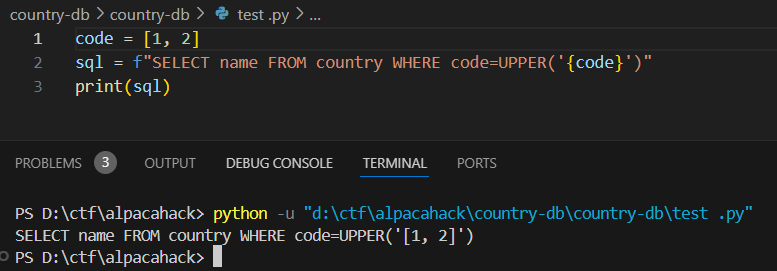 country-db > country-db > test .py > ...
1 code = [1, 2]
2 sql = f"SELECT name FROM country WHERE code=UPPER('{code}')"
3 print(sql)
PROBLEMS 3 OUTPUT DEBUG CONSOLE TERMINAL PORTS
PS D:\ctf\alpacahack> python -u "d:\ctf\alpacahack\country-db\country-db\test .py"
SELECT name FROM country WHERE code=UPPER('[1, 2]')
PS D:\ctf\alpacahack>